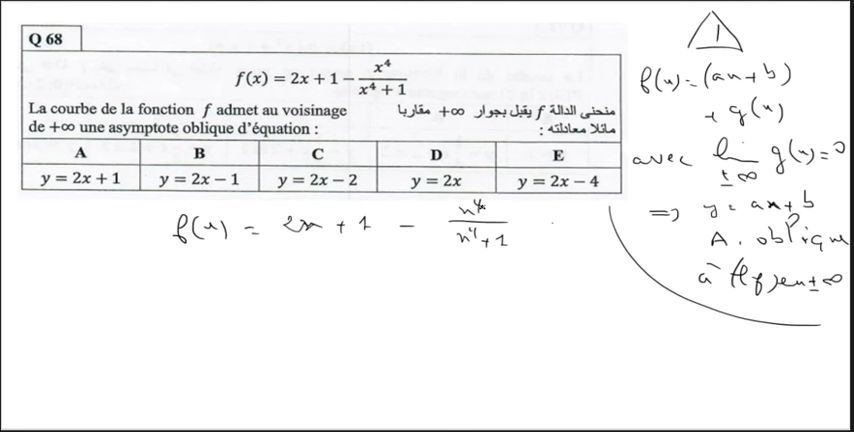 Q 68
f(x) = 2x + 1 − x⁴/(x⁴ + 1)
La courbe de la fonction f admet au voisinage de +∞ une asymptote oblique d'équation :
منحنى الدالة f يقبل بجوار +∞ مقاربا مائلا معادلته :
A B C D E
y = 2x + 1 y = 2x − 1 y = 2x − 2 y = 2x y = 2x − 4
f(x) = 2x + 1 − x⁴/(x⁴+1)
1
f(x) = (ax + b)
+ g(x)
avec lim g(x) = 0
±∞
⇒ y = ax + b
A. oblique
à (Cf) en ±∞